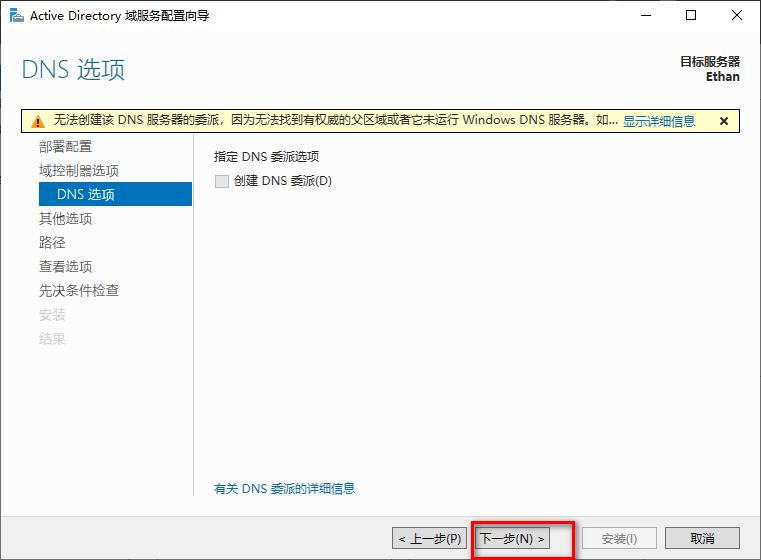 Active Directory 域服务配置向导
DNS 选项
目标服务器
Ethan
无法创建该 DNS 服务器的委派，因为无法找到有权威的父区域或者它未运行 Windows DNS 服务器。如... 显示详细信息
部署配置
域控制器选项
DNS 选项
其他选项
路径
查看选项
先决条件检查
安装
结果
指定 DNS 委派选项
创建 DNS 委派(D)
有关 DNS 委派的详细信息
< 上一步(P) 下一步(N) > 安装(I) 取消